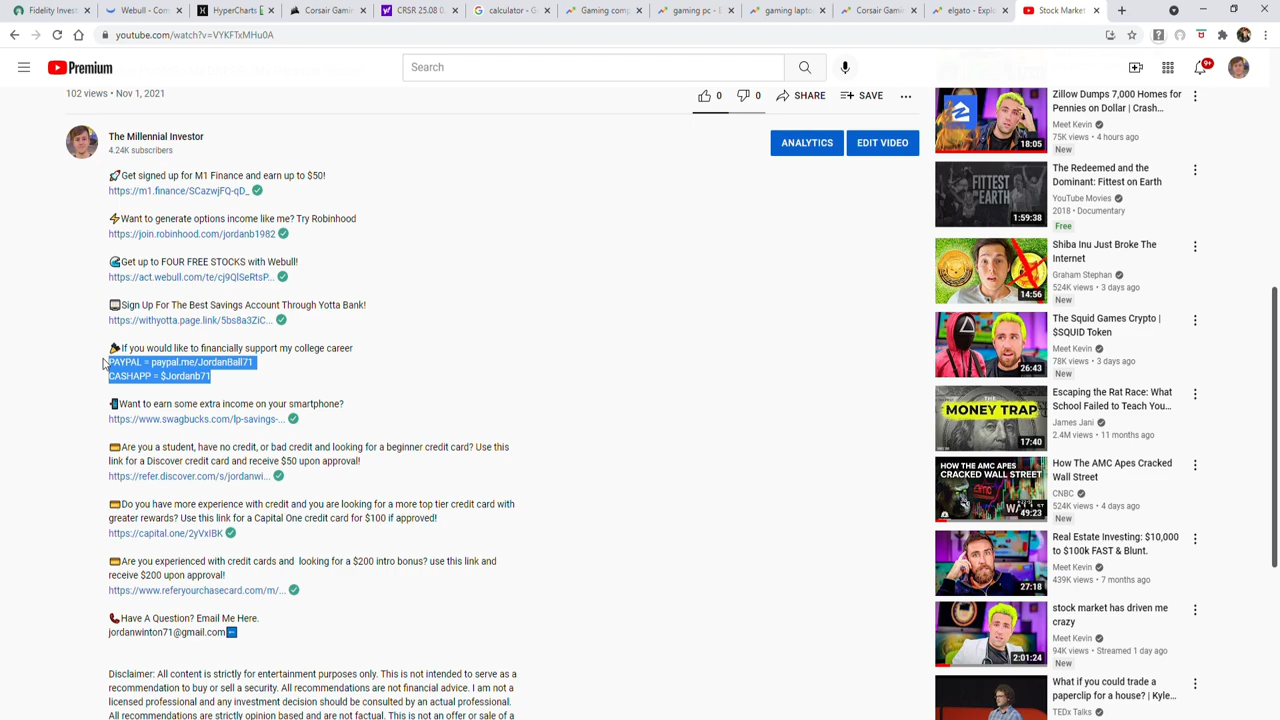 Fidelity Invest
Webull - Com
HyperCharts
Corsair Gamin
CRSR 25.08 0.
calculator - G
Gaming comp
gaming pc - E
gaming lapto
Corsair Gamin
elgato - Explo
Stock Market
youtube.com/watch?v=VYKFTxMHu0A
Premium
Search
9+
102 views • Nov 1, 2021
0
0
SHARE
SAVE
The Millennial Investor
4.24K subscribers
ANALYTICS
EDIT VIDEO
🚀Get signed up for M1 Finance and earn up to $50!
https://m1.finance/SCazwjFQ-qD_
⚡Want to generate options income like me? Try Robinhood
https://join.robinhood.com/jordanb1982
Get up to FOUR FREE STOCKS with Webull!
https://act.webull.com/te/cj9QlSeRtsP...
Sign Up For The Best Savings Account Through Yotta Bank!
https://withyotta.page.link/5bs8a3ZiC...
🎉If you would like to financially support my college career
PAYPAL = paypal.me/JordanBall71
CASHAPP = $Jordanb71
📱Want to earn some extra income on your smartphone?
https://www.swagbucks.com/lp-savings-...
💳Are you a student, have no credit, or bad credit and looking for a beginner credit card? Use this
link for a Discover credit card and receive $50 upon approval!
https://refer.discover.com/s/jordanwi...
💳Do you have more experience with credit and you are looking for a more top tier credit card with
greater rewards? Use this link for a Capital One credit card for $100 if approved!
https://capital.one/2yVxIBK
💳Are you experienced with credit cards and  looking for a $200 intro bonus? use this link and
receive $200 upon approval!
https://www.referyourchasecard.com/m/...
📞Have A Question? Email Me Here.
jordanwinton71@gmail.com
Disclaimer: All content is strictly for entertainment purposes only. This is not intended to serve as a
recommendation to buy or sell a security. All recommendations are not financial advice. I am not a
licensed professional and any investment decision should be consulted by an actual professional.
All recommendations are strictly opinion based and are not factual. This is not an offer or sale of a
Zillow Dumps 7,000 Homes for
Pennies on Dollar | Crash...
Meet Kevin
75K views • 4 hours ago
New
18:05
The Redeemed and the
Dominant: Fittest on Earth
YouTube Movies
2018 • Documentary
Free
FITTEST
ON EARTH
1:59:38
Shiba Inu Just Broke The
Internet
Graham Stephan
524K views • 3 days ago
New
14:56
The Squid Games Crypto |
$SQUID Token
Meet Kevin
78K views • 3 days ago
New
26:43
Escaping the Rat Race: What
School Failed to Teach You...
James Jani
2.4M views • 11 months ago
THE
MONEY TRAP
17:40
How The AMC Apes Cracked
Wall Street
CNBC
524K views • 4 days ago
New
HOW THE AMC APES
CRACKED WALL STREET
49:23
Real Estate Investing: $10,000
to $100k FAST & Blunt.
Meet Kevin
439K views • 7 months ago
27:18
stock market has driven me
crazy
Meet Kevin
94K views • Streamed 1 day ago
New
2:01:24
What if you could trade a
paperclip for a house? | Kyle...
TEDx Talks